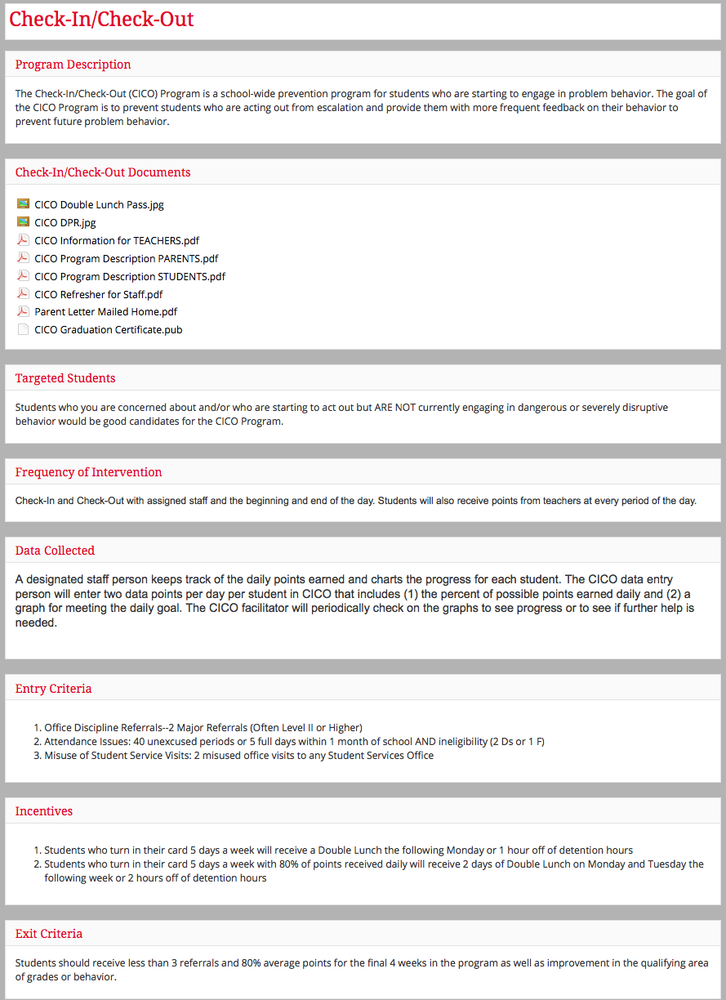 Check-In/Check-Out
Program Description
The Check-In/Check-Out (CICO) Program is a school-wide prevention program for students who are starting to engage in problem behavior. The goal of
the CICO Program is to prevent students who are acting out from escalation and provide them with more frequent feedback on their behavior to
prevent future problem behavior.
Check-In/Check-Out Documents
CICO Double Lunch Pass.jpg
CICO DPR.jpg
CICO Information for TEACHERS.pdf
CICO Program Description PARENTS.pdf
CICO Program Description STUDENTS.pdf
CICO Refresher for Staff.pdf
Parent Letter Mailed Home.pdf
CICO Graduation Certificate.pub
Targeted Students
Students who you are concerned about and/or who are starting to act out but ARE NOT currently engaging in dangerous or severely disruptive
behavior would be good candidates for the CICO Program.
Frequency of Intervention
Check-In and Check-Out with assigned staff and the beginning and end of the day. Students will also receive points from teachers at every period of the day.
Data Collected
A designated staff person keeps track of the daily points earned and charts the progress for each student. The CICO data entry
person will enter two data points per day per student in CICO that includes (1) the percent of possible points earned daily and (2) a
graph for meeting the daily goal. The CICO facilitator will periodically check on the graphs to see progress or to see if further help is
needed.
Entry Criteria
1. Office Discipline Referrals--2 Major Referrals (Often Level II or Higher)
2. Attendance Issues: 40 unexcused periods or 5 full days within 1 month of school AND ineligibility (2 Ds or 1 F)
3. Misuse of Student Service Visits: 2 misused office visits to any Student Services Office
Incentives
1. Students who turn in their card 5 days a week will receive a Double Lunch the following Monday or 1 hour off of detention hours
2. Students who turn in their card 5 days a week with 80% of points received daily will receive 2 days of Double Lunch on Monday and Tuesday the
following week or 2 hours off of detention hours
Exit Criteria
Students should receive less than 3 referrals and 80% average points for the final 4 weeks in the program as well as improvement in the qualifying area
of grades or behavior.